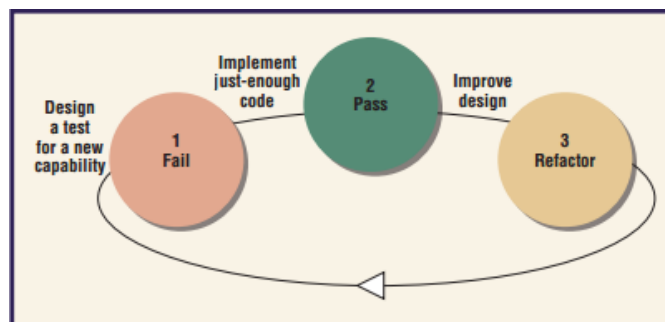 Design
a test
for a new
capability
1
Fail
Implement
just-enough
code
2
Pass
Improve
design
3
Refactor